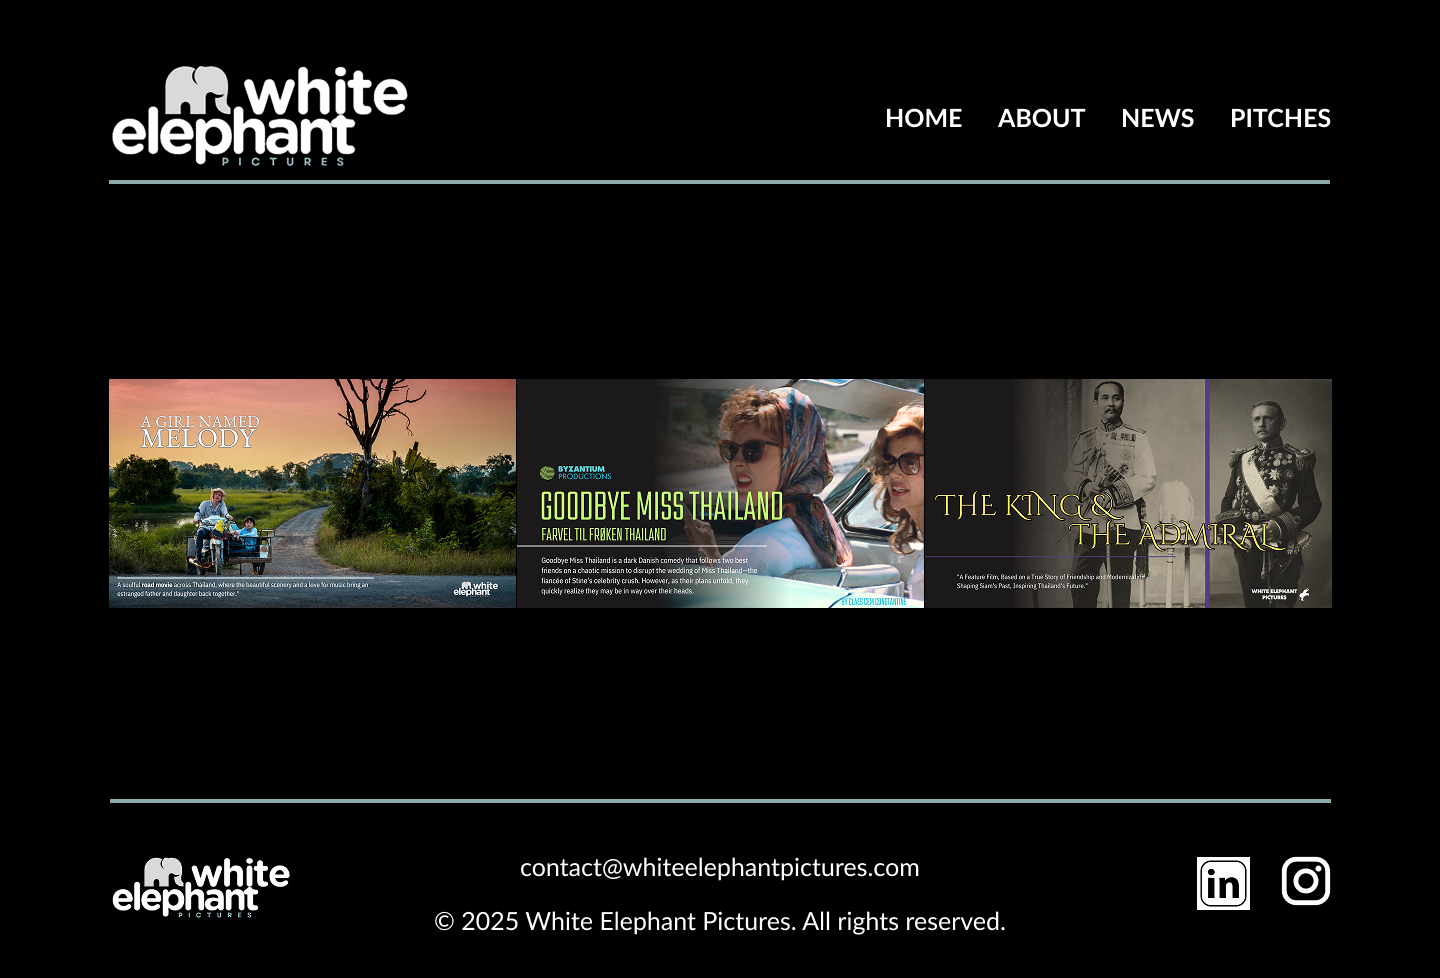 white
elephant
PICTURES
HOME ABOUT NEWS PITCHES
A GIRL NAMED
MELODY
A soulful road movie across Thailand, where the beautiful scenery and a love for music bring an
estranged father and daughter back together."
white
elephant
BYZANTIUM
PRODUCTIONS
GOODBYE MISS THAILAND
FARVEL TIL FRØKEN THAILAND
Goodbye Miss Thailand is a dark Danish comedy that follows two best
friends on a chaotic mission to disrupt the wedding of Miss Thailand—the
fiancée of Stine's celebrity crush. However, as their plans unfold, they
quickly realize they may be in way over their heads.
BY CLAES CEM CONSTANTINE
THE KING &
THE ADMIRAL
"A Feature Film, Based on a True Story of Friendship and Modernization
Shaping Siam's Past, Inspiring Thailand's Future."
WHITE ELEPHANT
PICTURES
white
elephant
PICTURES
contact@whiteelephantpictures.com
© 2025 White Elephant Pictures. All rights reserved.
in